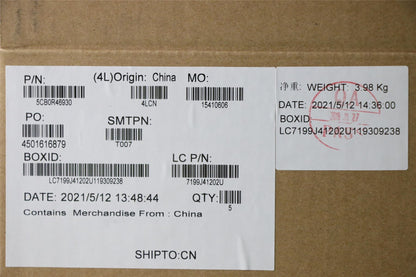 P/N:
(4L)Origin: China
MO:
5CB0R46930
4LCN
15410606
PO:
SMTPN:
4501616879
T007
BOXID:
LC P/N:
LC7199J41202U119309238
7199J41202U
DATE: 2021/5/12 13:48:44
QTY:
5
Contains Merchandise From : China
SHIPTO:CN
净重: WEIGHT: 3.98 Kg
DATE: 2021/5/12 14:36:00
BOXID
LC7199J41202U119309238